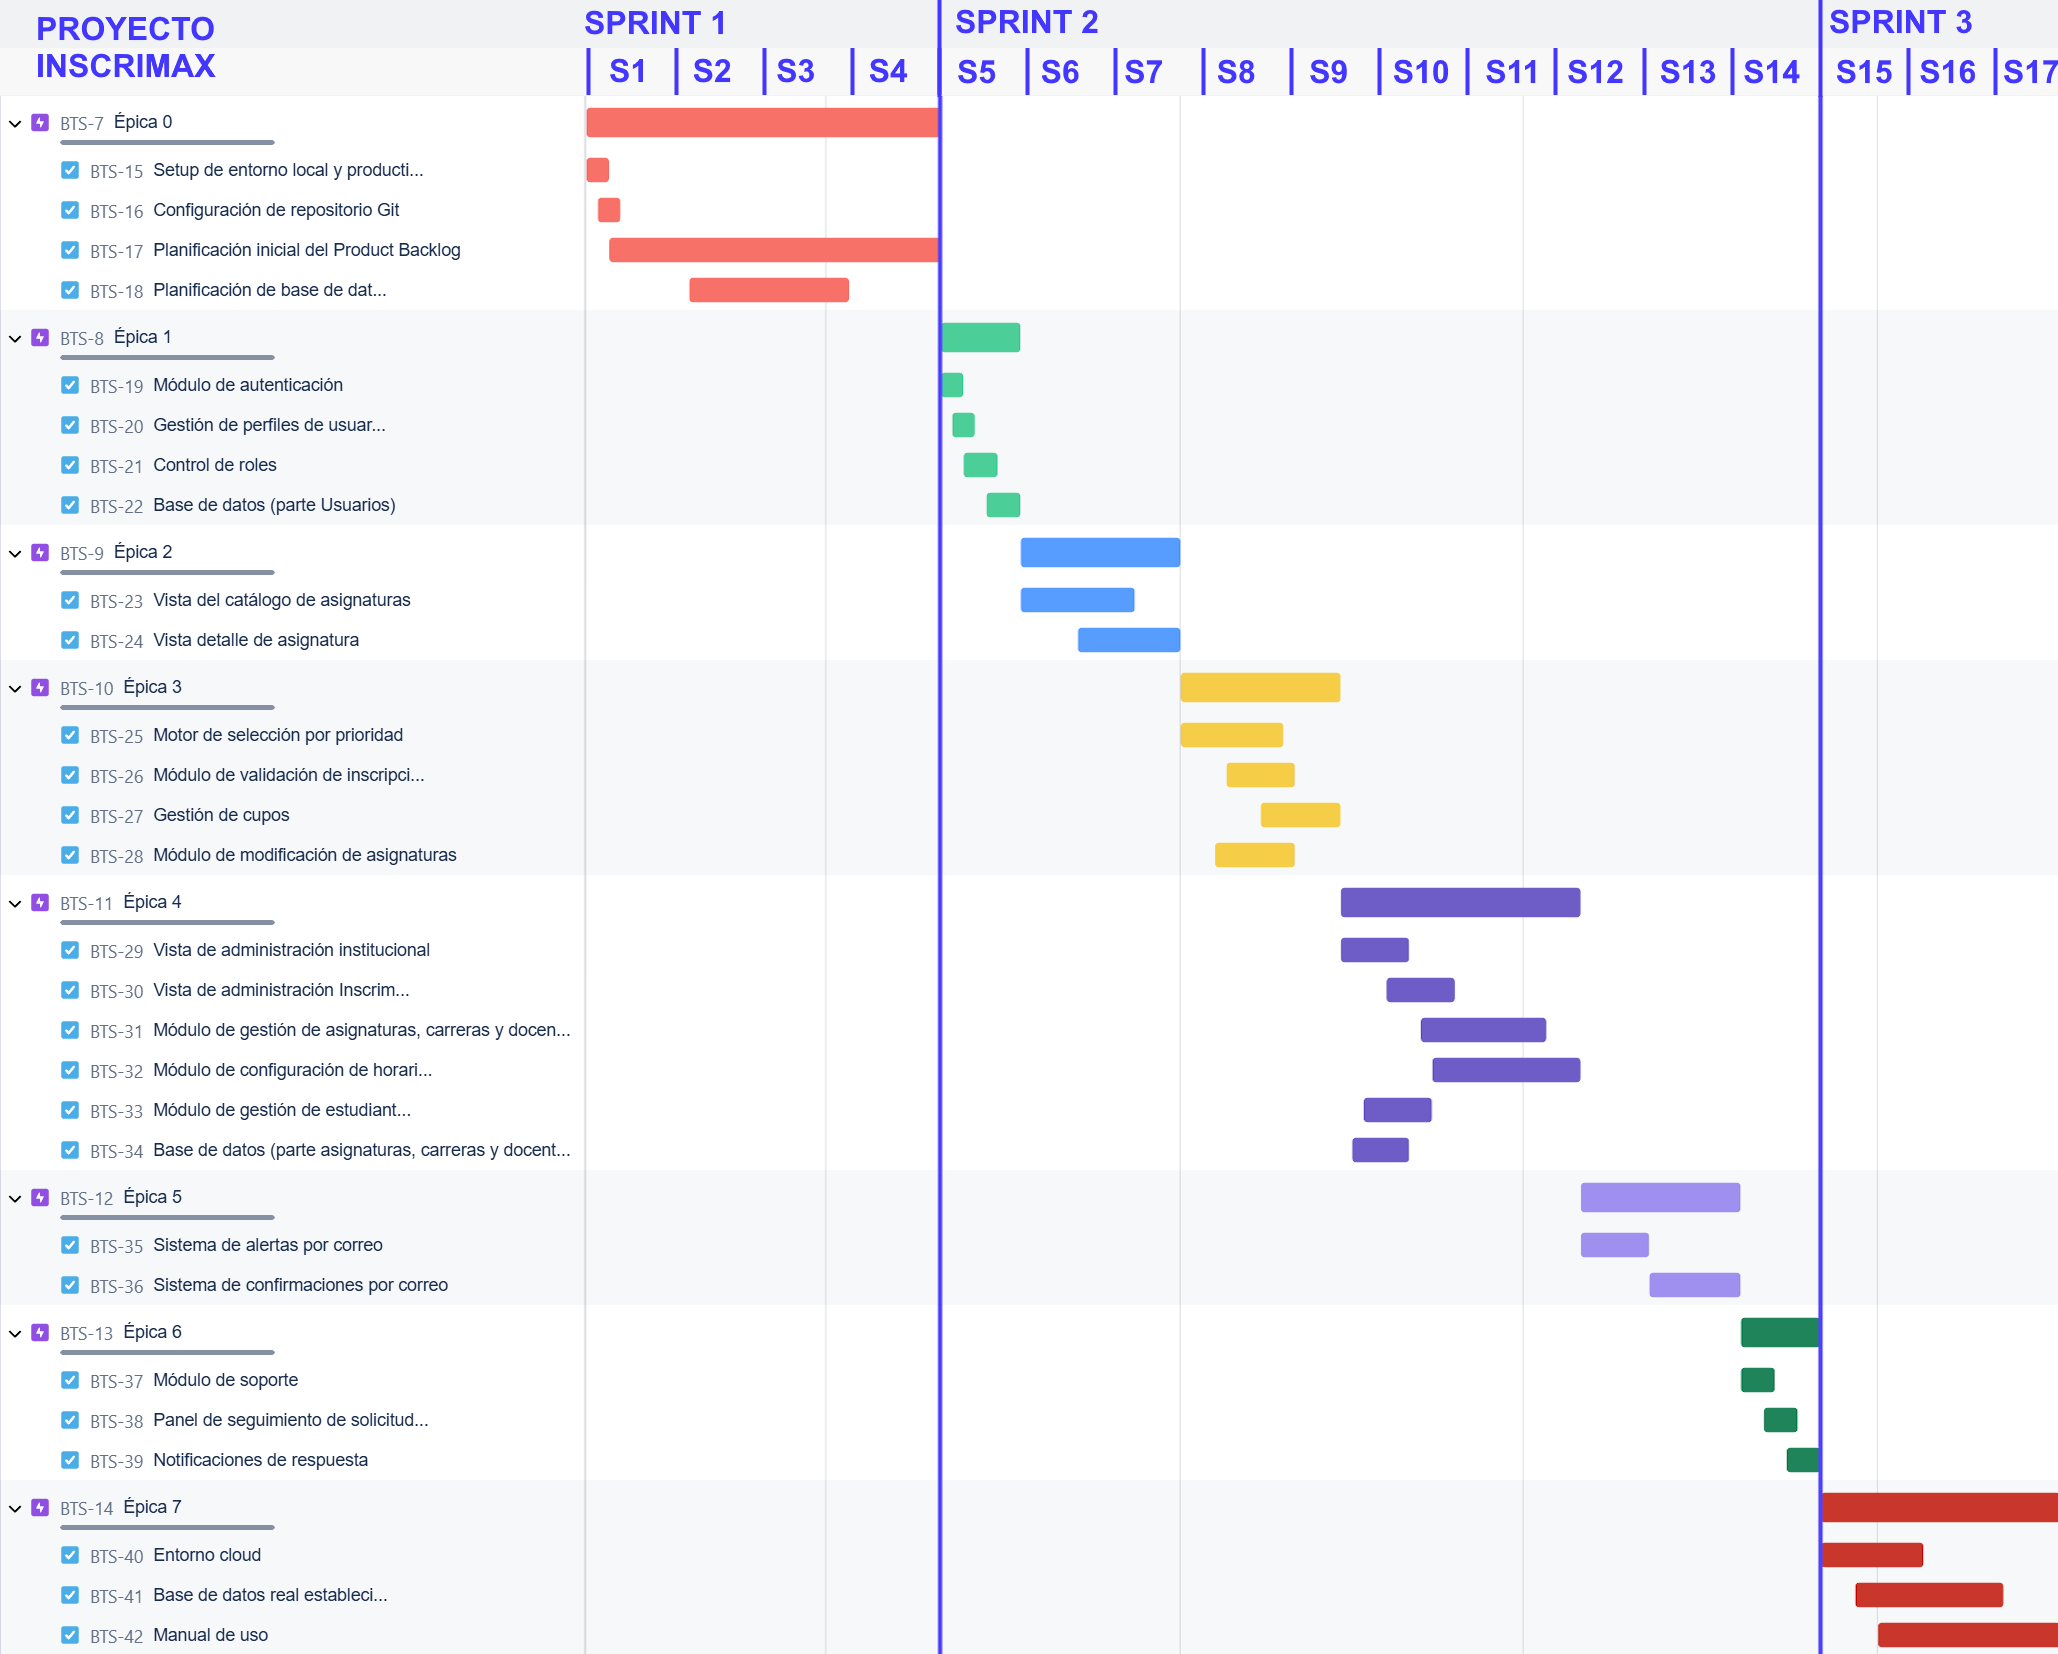 PROYECTO
INSCRIMAX
SPRINT 1
SPRINT 2
SPRINT 3
S1 S2 S3 S4 S5 S6 S7 S8 S9 S10 S11 S12 S13 S14 S15 S16 S17
BTS-7 Épica 0
BTS-15 Setup de entorno local y producti...
BTS-16 Configuración de repositorio Git
BTS-17 Planificación inicial del Product Backlog
BTS-18 Planificación de base de dat...
BTS-8 Épica 1
BTS-19 Módulo de autenticación
BTS-20 Gestión de perfiles de usuar...
BTS-21 Control de roles
BTS-22 Base de datos (parte Usuarios)
BTS-9 Épica 2
BTS-23 Vista del catálogo de asignaturas
BTS-24 Vista detalle de asignatura
BTS-10 Épica 3
BTS-25 Motor de selección por prioridad
BTS-26 Módulo de validación de inscripci...
BTS-27 Gestión de cupos
BTS-28 Módulo de modificación de asignaturas
BTS-11 Épica 4
BTS-29 Vista de administración institucional
BTS-30 Vista de administración Inscrim...
BTS-31 Módulo de gestión de asignaturas, carreras y docen...
BTS-32 Módulo de configuración de horari...
BTS-33 Módulo de gestión de estudiant...
BTS-34 Base de datos (parte asignaturas, carreras y docent...
BTS-12 Épica 5
BTS-35 Sistema de alertas por correo
BTS-36 Sistema de confirmaciones por correo
BTS-13 Épica 6
BTS-37 Módulo de soporte
BTS-38 Panel de seguimiento de solicitud...
BTS-39 Notificaciones de respuesta
BTS-14 Épica 7
BTS-40 Entorno cloud
BTS-41 Base de datos real estableci...
BTS-42 Manual de uso